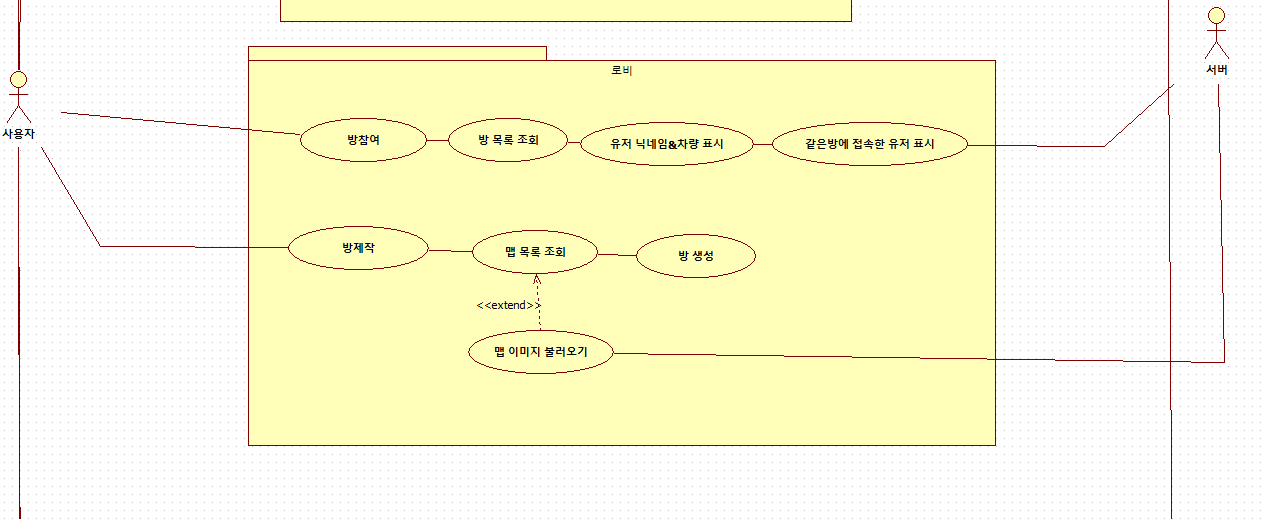 로비
서버
사용자
방참여
방 목록 조회
유저 닉네임&차량 표시
같은방에 접속한 유저 표시
방제작
맵 목록 조회
방 생성
<<extend>>
맵 이미지 불러오기